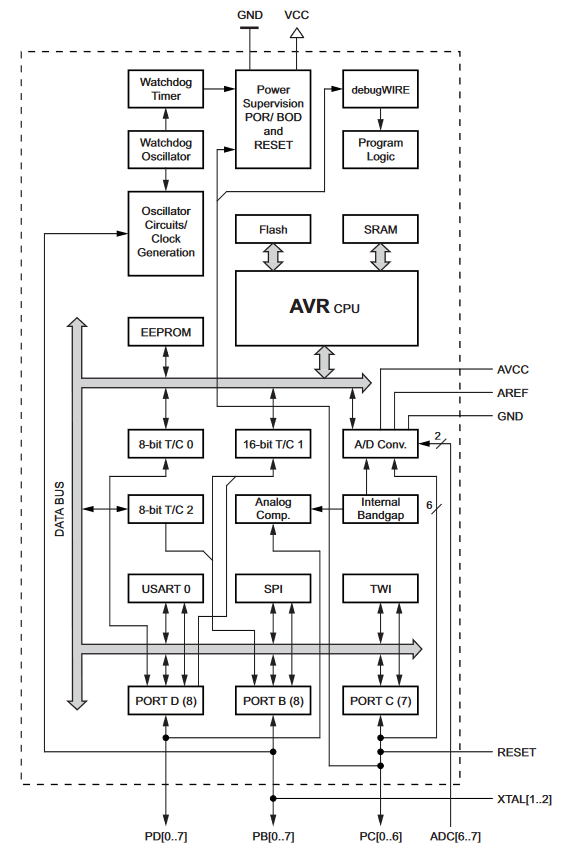 GND
VCC
Watchdog
Timer
Power
Supervision
POR/ BOD
and
RESET
debugWIRE
Watchdog
Oscillator
Program
Logic
Oscillator
Circuits/
Clock
Generation
Flash
SRAM
AVR CPU
EEPROM
AVCC
AREF
GND
8-bit T/C 0
16-bit T/C 1
A/D Conv.
2
DATA BUS
8-bit T/C 2
Analog
Comp.
Internal
Bandgap
6
USART 0
SPI
TWI
PORT D (8)
PORT B (8)
PORT C (7)
RESET
XTAL[1..2]
PD[0..7]
PB[0..7]
PC[0..6]
ADC[6..7]